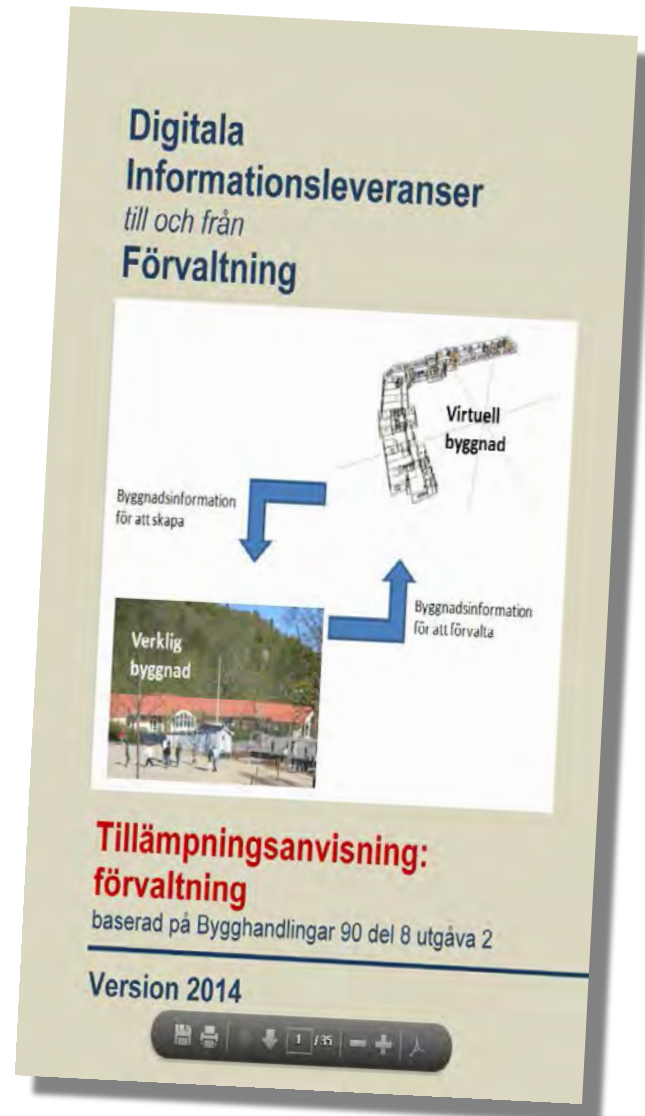 Digitala
Informationsleveranser
till och från
Förvaltning
Virtuell
byggnad
Byggnadsinformation
för att skapa
Byggnadsinformation
för att förvalta
Verklig
byggnad
Tillämpningsanvisning:
förvaltning
baserad på Bygghandlingar 90 del 8 utgåva 2
Version 2014
1 / 35